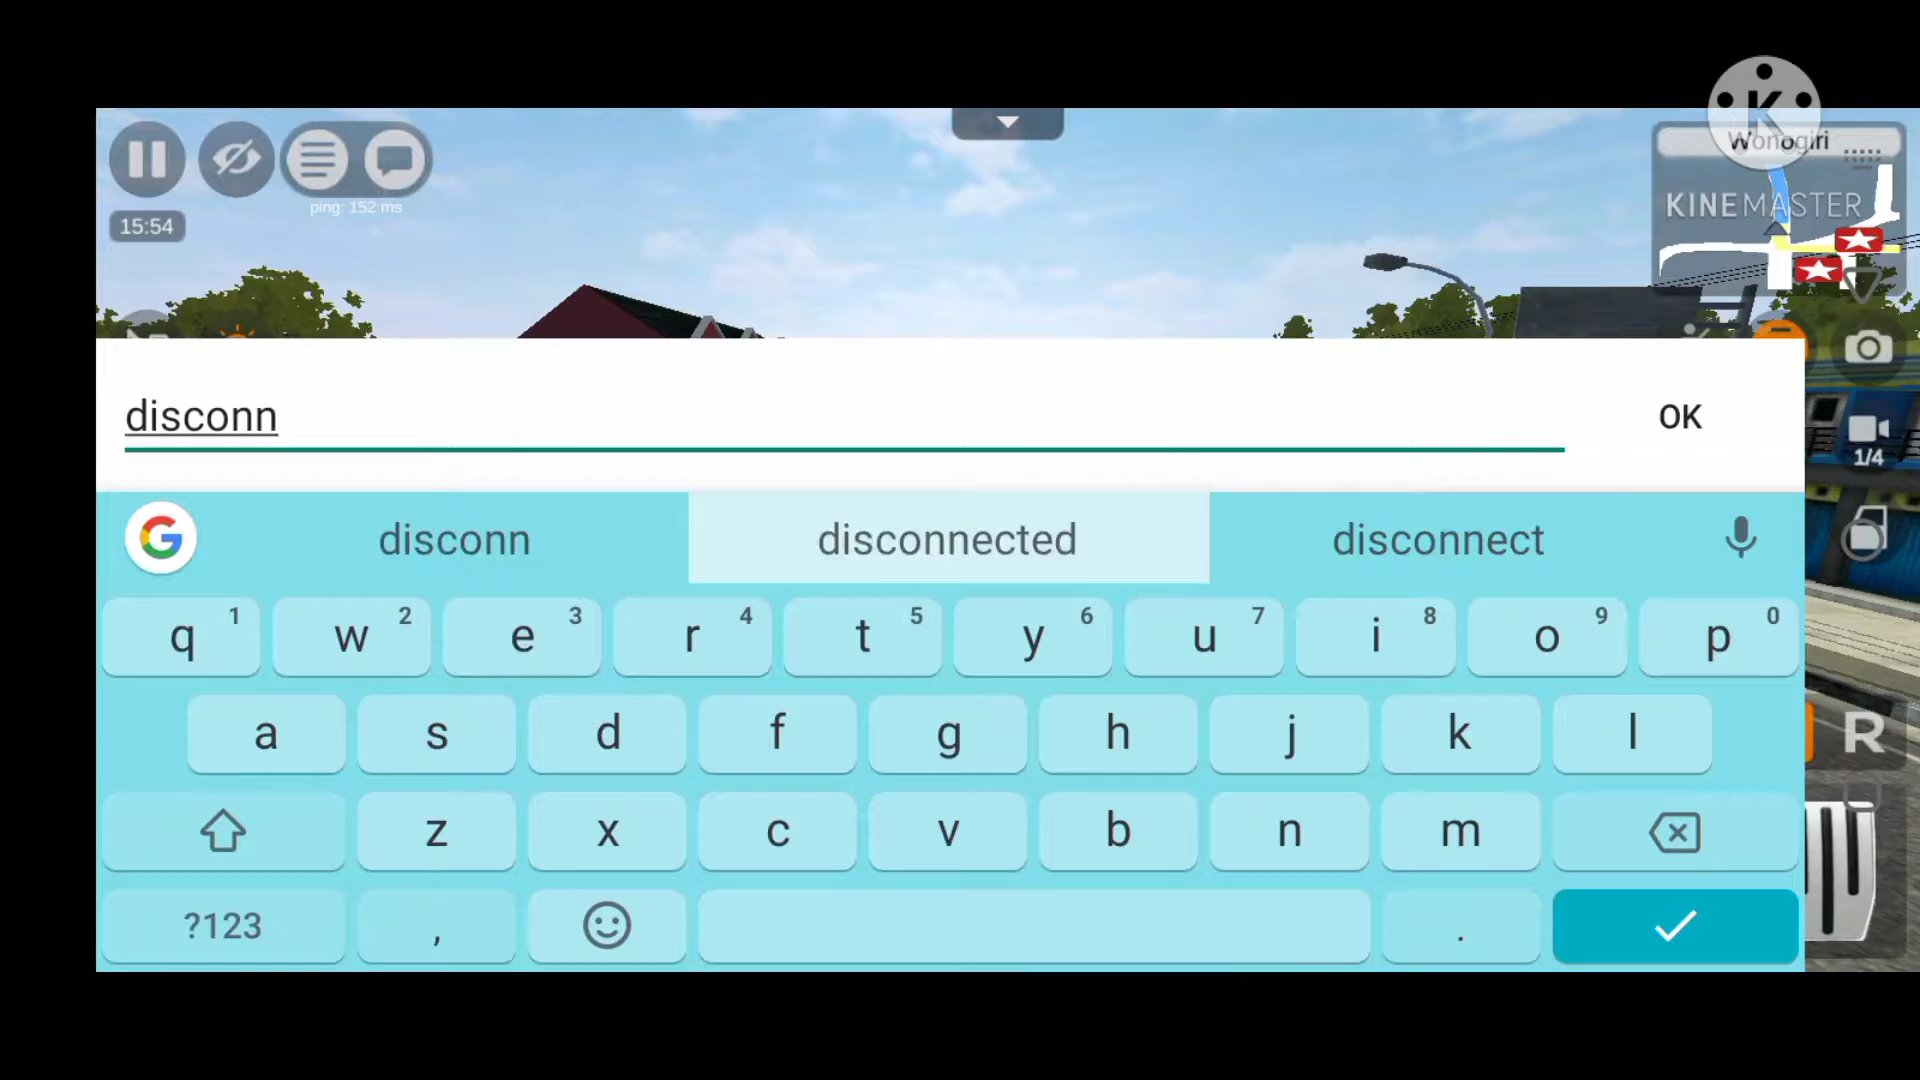 K
Wonogiri
KINEMASTER
ping: 152 ms
15:54
disconn
OK
1/4
G
disconn disconnected disconnect
q 1 w 2 e 3 r 4 t 5 y 6 u 7 i 8 o 9 p 0
a s d f g h j k l
R
z x c v b n m
?123 , .